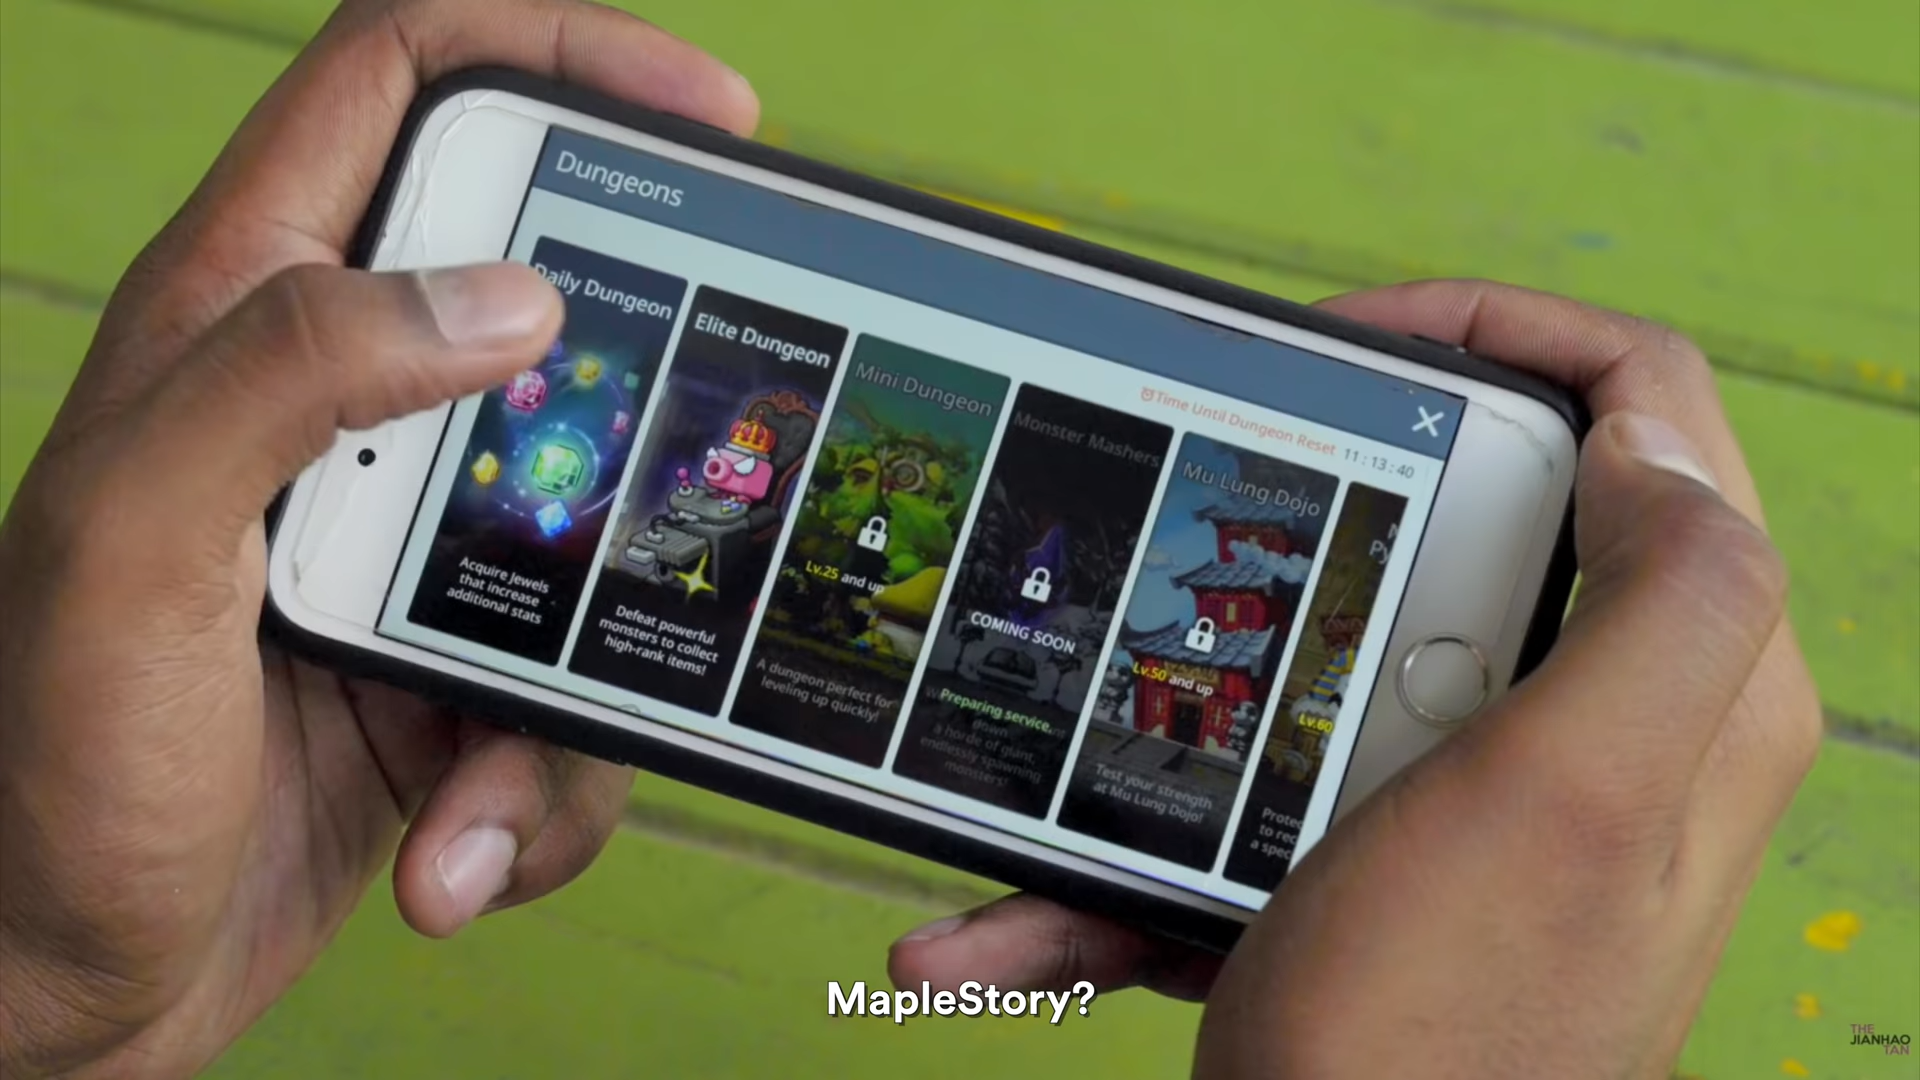 Dungeons
Time Until Dungeon Reset 11:13:40
Daily Dungeon
Acquire Jewels
that increase
additional stats
Elite Dungeon
Defeat powerful
monsters to collect
high-rank items!
Mini Dungeon
Lv.25 and up
A dungeon perfect for
leveling up quickly!
Monster Mashers
COMING SOON
Preparing service.
down
a horde of giant,
endlessly spawning
monsters!
Mu Lung Dojo
Lv.50 and up
Test your strength
at Mu Lung Dojo!
Lv.60
to
MapleStory?
THE
JIANHAO
TAN